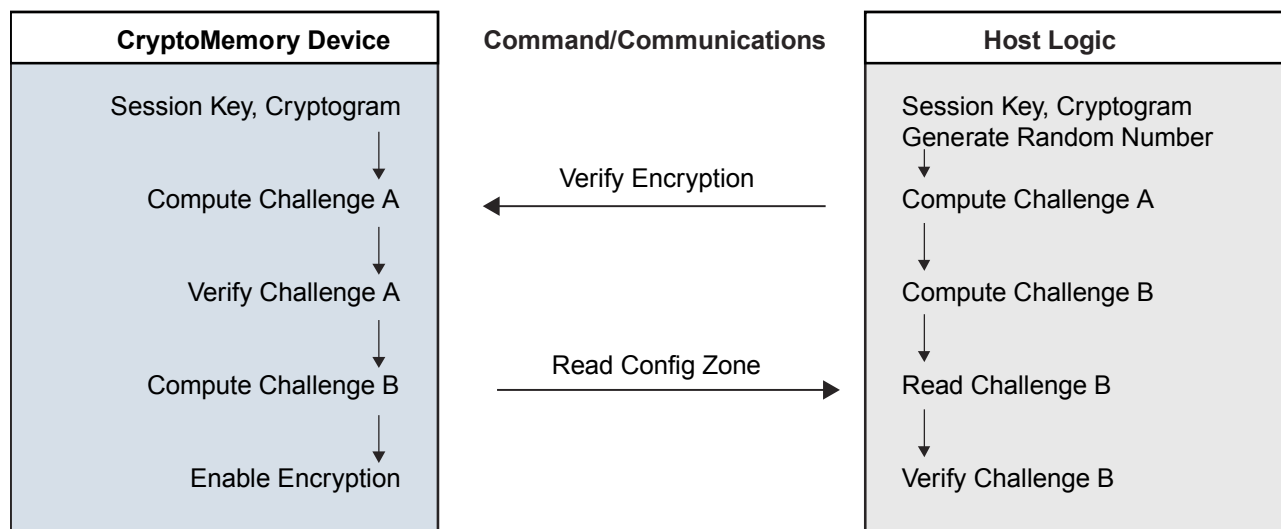 CryptoMemory Device
Command/Communications
Host Logic
Session Key, Cryptogram
Compute Challenge A
Verify Challenge A
Compute Challenge B
Enable Encryption
Verify Encryption
Read Config Zone
Session Key, Cryptogram
Generate Random Number
Compute Challenge A
Compute Challenge B
Read Challenge B
Verify Challenge B